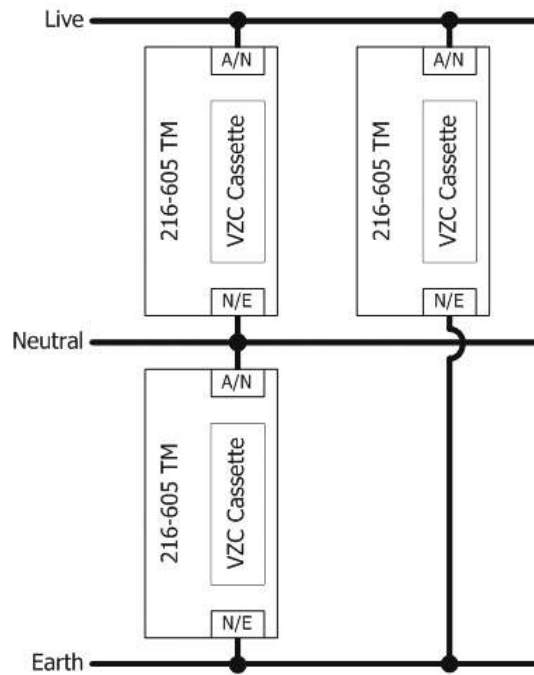 Live
A/N
216-605 TM
VZC Cassette
N/E
A/N
216-605 TM
VZC Cassette
N/E
Neutral
A/N
216-605 TM
VZC Cassette
N/E
Earth